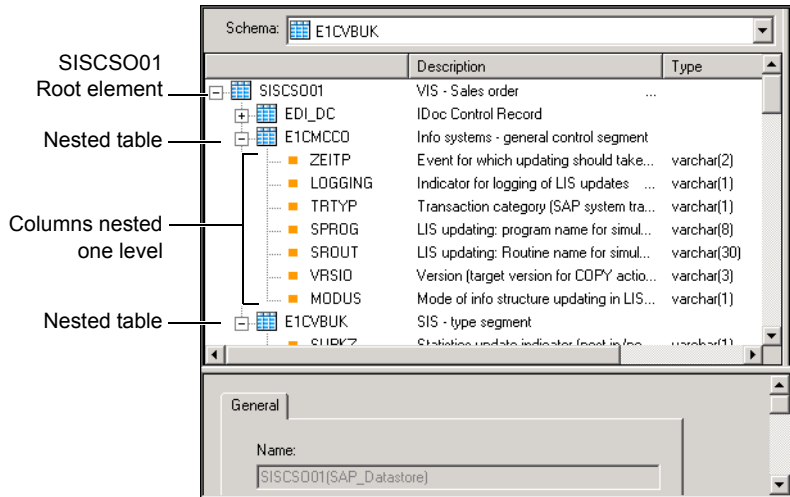 Schema: E1CVBUK
Description Type
SISCSO01
Root element
SISCSO01 VIS - Sales order ...
EDI_DC IDoc Control Record
Nested table
E1CMCCO Info systems - general control segment
ZEITP Event for which updating should take... varchar(2)
LOGGING Indicator for logging of LIS updates ... varchar(1)
TRTYP Transaction category (SAP system tra... varchar(1)
Columns nested
one level
SPROG LIS updating: program name for simul... varchar(8)
SROUT LIS updating: Routine name for simul... varchar(30)
VRSIO Version (target version for COPY actio... varchar(3)
MODUS Mode of info structure updating in LIS... varchar(1)
Nested table
E1CVBUK SIS - type segment
General
Name:
SISCSO01(SAP_Datastore)